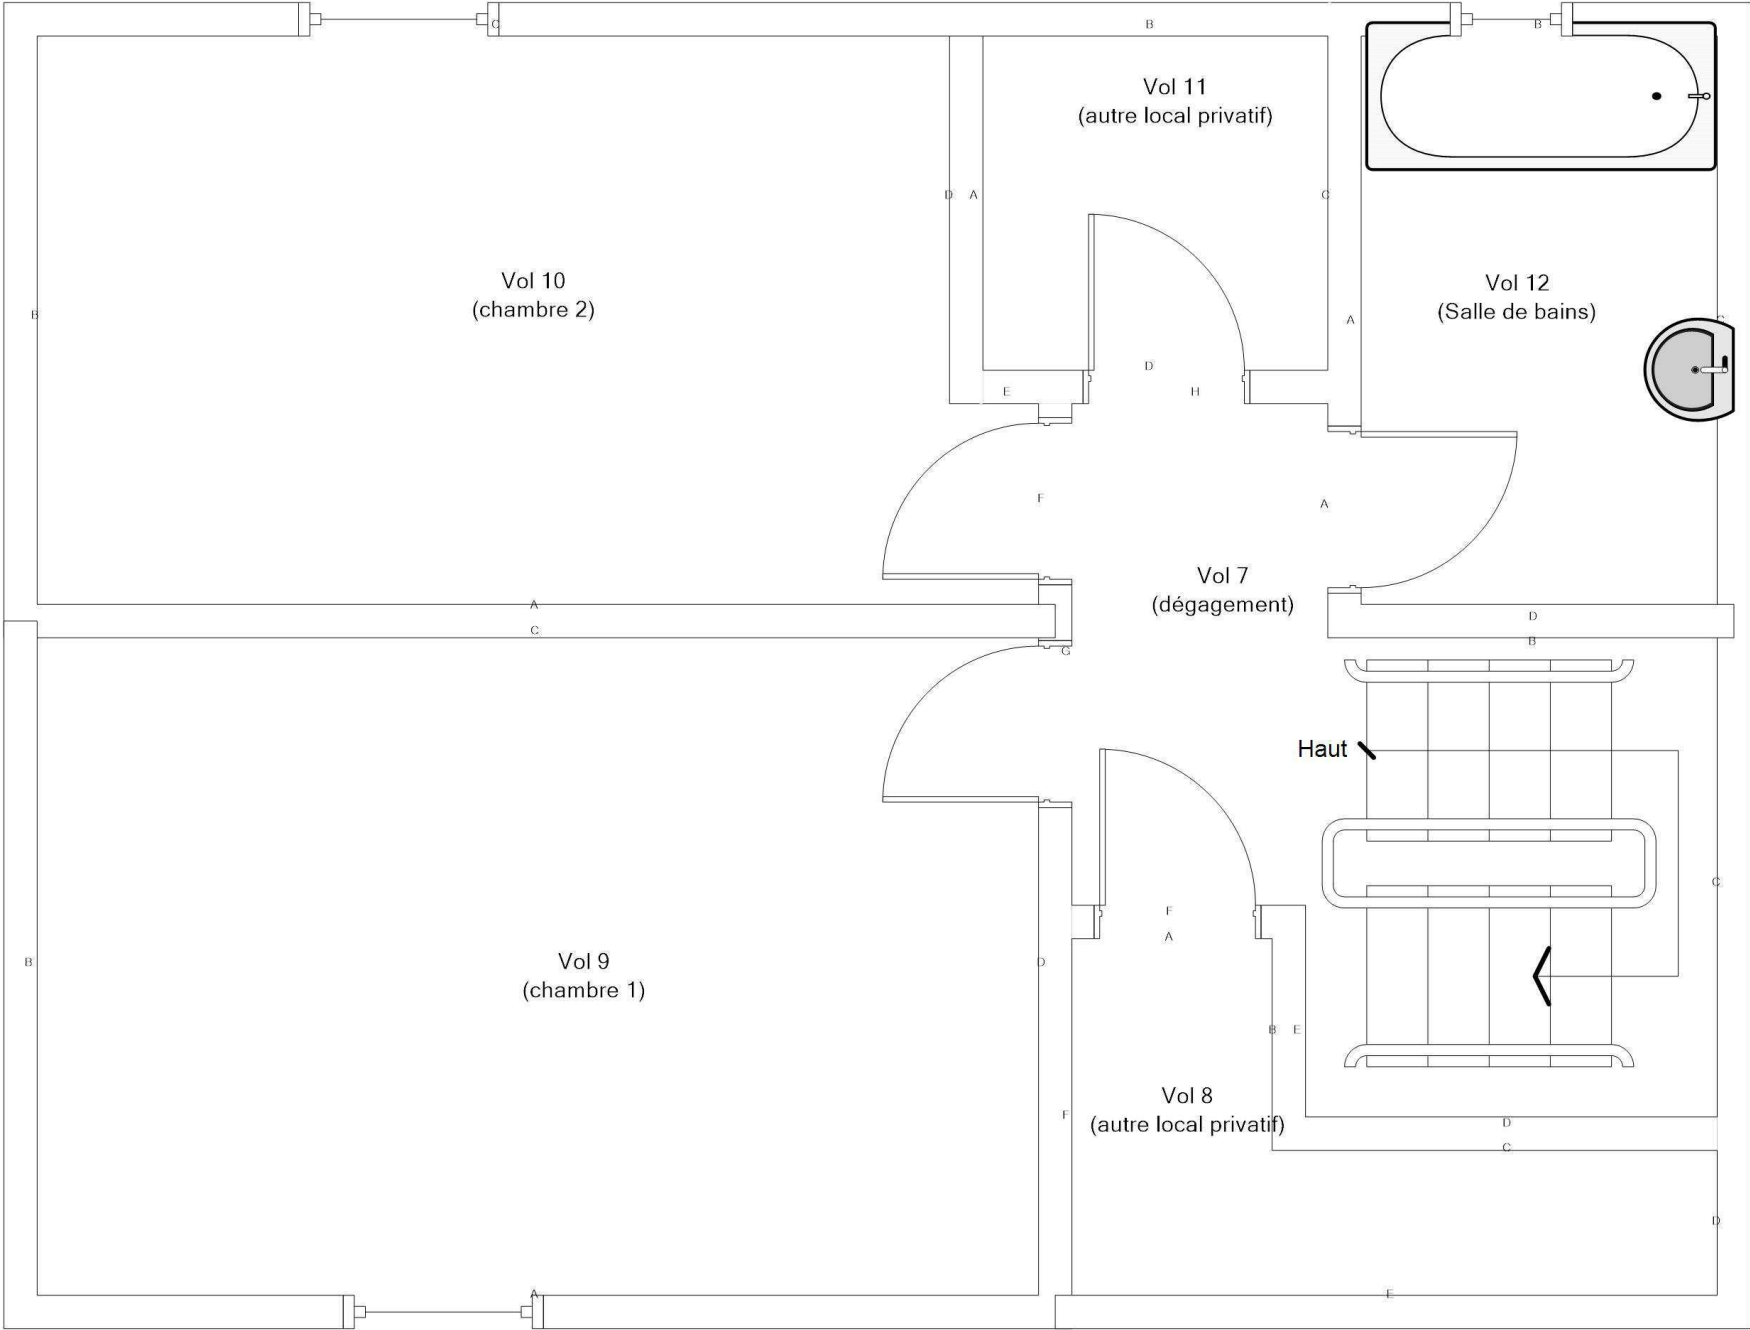 C
B
B
Vol 11
(autre local privatif)
D A
C
Vol 10
(chambre 2)
Vol 12
(Salle de bains)
B
A
C
D
E
H
F
A
Vol 7
(dégagement)
A
D
C
B
G
Haut
C
F
A
Vol 9
(chambre 1)
B
D
B E
Vol 8
(autre local privatif)
F
D
C
D
A
E